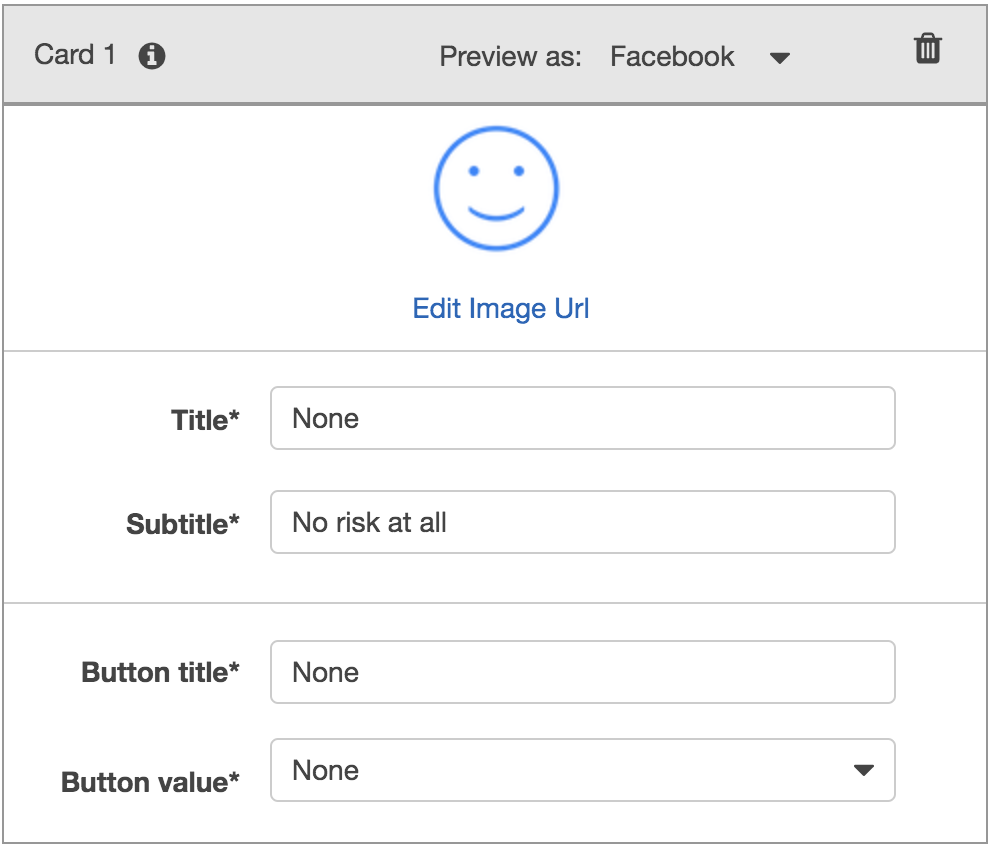 Card 1 Preview as: Facebook
Edit Image Url
Title* None
Subtitle* No risk at all
Button title* None
Button value* None